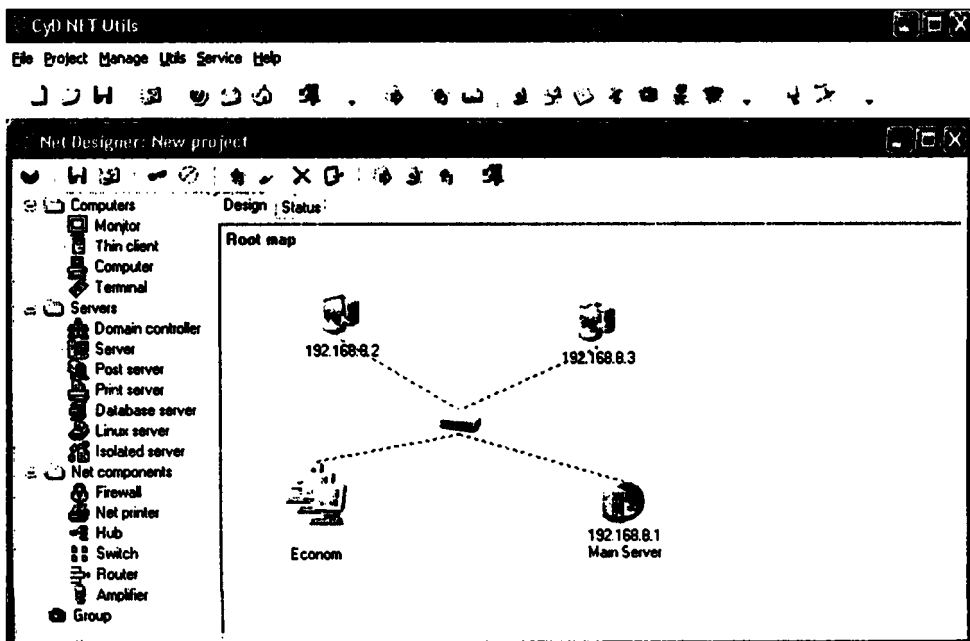 CyD NET Utils
File Project Manage Utils Service Help
Net Designer: New project
Computers
Monitor
Thin client
Computer
Terminal
Servers
Domain controller
Server
Post server
Print server
Database server
Linux server
Isolated server
Net components
Firewall
Net printer
Hub
Switch
Router
Amplifier
Group
Design Status
Root map
192.168.8.2
192.168.8.3
Econom
192.168.8.1
Main Server